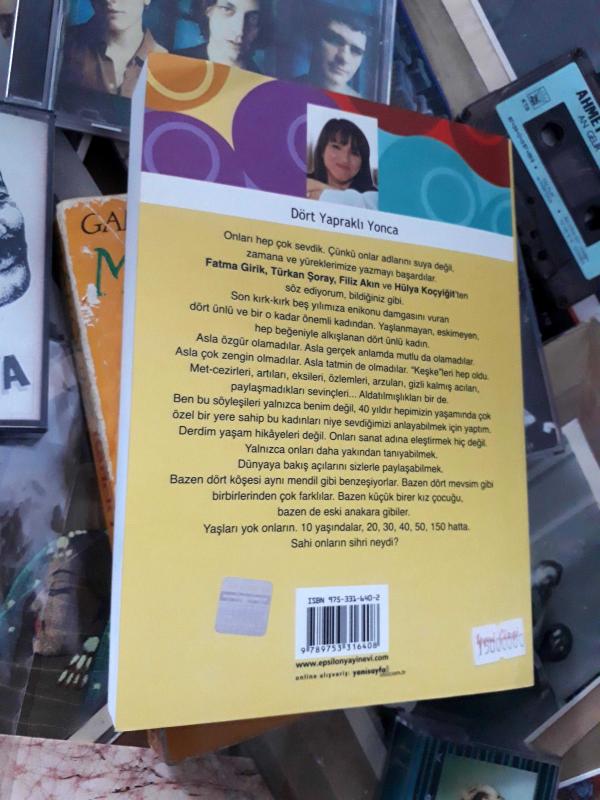 Dört Yapraklı Yonca
Onları hep çok sevdik. Çünkü onlar adlarını suya değil,
zamana ve yüreklerimize yazmayı başardılar.
Fatma Girik, Türkan Şoray, Filiz Akın ve Hülya Koçyiğit'ten
söz ediyorum, bildiğiniz gibi.
Son kırk-kırk beş yılımıza enikonu damgasını vuran
dört ünlü ve bir o kadar önemli kadından. Yaşlanmayan, eskimeyen,
hep beğeniyle alkışlanan dört ünlü kadın.
Asla özgür olamadılar. Asla gerçek anlamda mutlu da olamadılar.
Asla çok zengin olmadılar. Asla tatmin de olmadılar. "Keşke"leri hep oldu.
Met-cezirleri, artıları, eksileri, özlemleri, arzuları, gizli kalmış acıları,
paylaşmadıkları sevinçleri... Aldatılmışlıkları bir de.
Ben bu söyleşileri yalnızca benim değil, 40 yıldır hepimizin yaşamında çok
özel bir yere sahip bu kadınları niye sevdiğimizi anlayabilmek için yaptım.
Derdim yaşam hikâyeleri değil. Onları sanat adına eleştirmek hiç değil.
Yalnızca onları daha yakından tanıyabilmek.
Dünyaya bakış açılarını sizlerle paylaşabilmek.
Bazen dört köşesi aynı mendil gibi benzeşiyorlar. Bazen dört mevsim gibi
birbirlerinden çok farklılar. Bazen küçük birer kız çocuğu,
bazen de eski anakara gibiler.
Yaşları yok onların. 10 yaşındalar, 20, 30, 40, 50, 150 hatta.
Sahi onların sihri neydi?
ISBN 975-331-640-2
9 789753 316408
www.epsilonyayinevi.com
online alışveriş: yenisayfa
.com.tr
GA
M
YA
AHME
AN GELİR